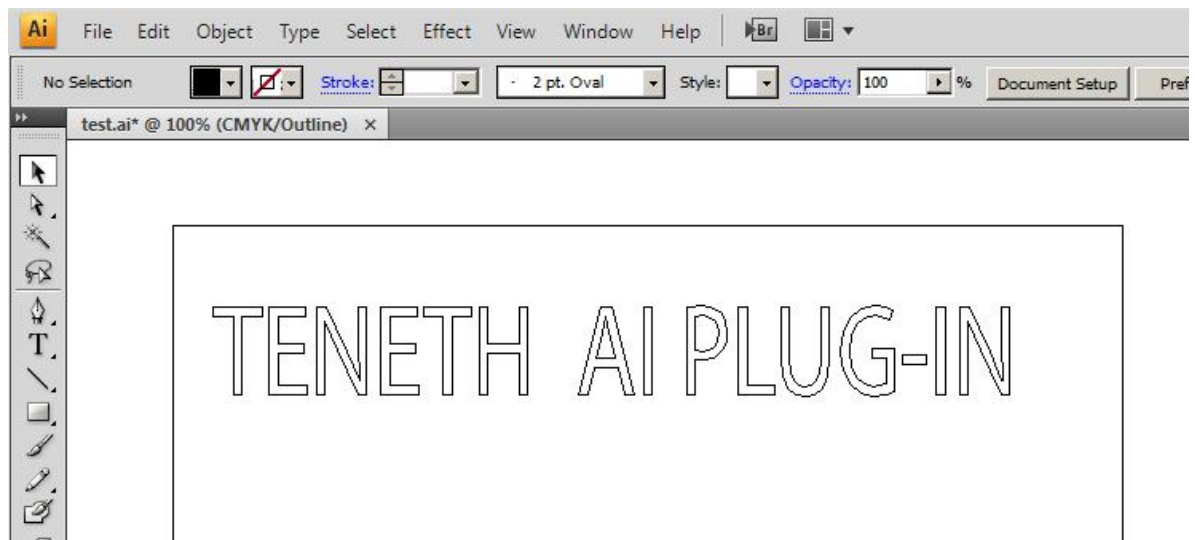 Ai File Edit Object Type Select Effect View Window Help Br
No Selection Stroke: 2 pt. Oval Style: Opacity: 100 % Document Setup Pref
test.ai* @ 100% (CMYK/Outline) ×
T
TENETH AI PLUG-IN